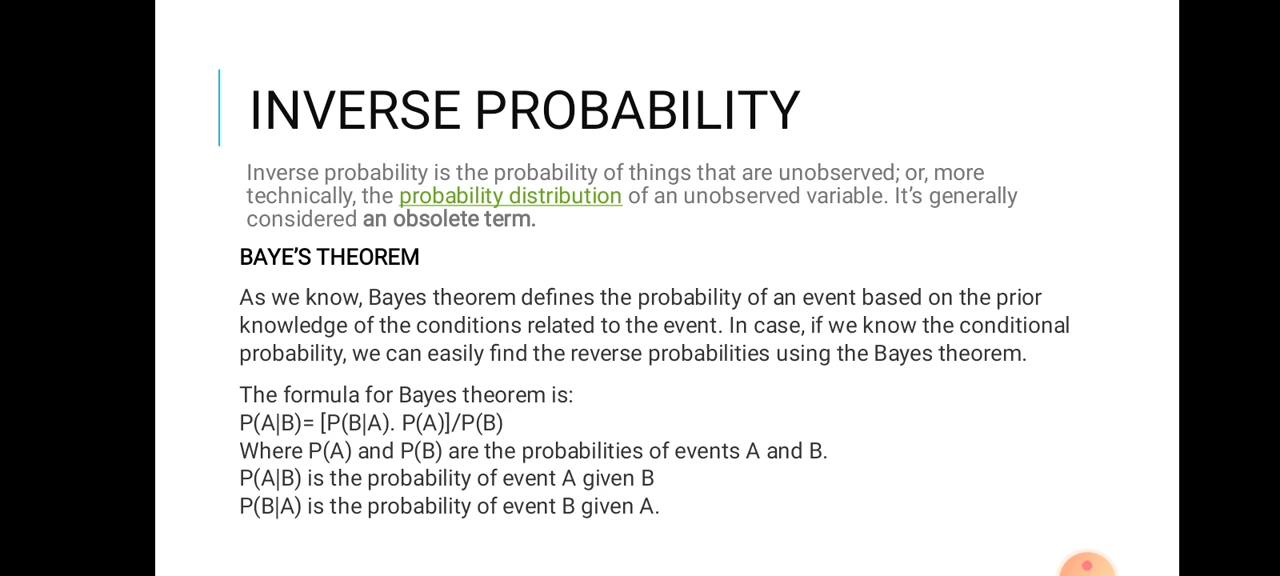 INVERSE PROBABILITY
Inverse probability is the probability of things that are unobserved; or, more
technically, the probability distribution of an unobserved variable. It’s generally
considered an obsolete term.
BAYE’S THEOREM
As we know, Bayes theorem defines the probability of an event based on the prior
knowledge of the conditions related to the event. In case, if we know the conditional
probability, we can easily find the reverse probabilities using the Bayes theorem.
The formula for Bayes theorem is:
P(A|B)= [P(B|A). P(A)]/P(B)
Where P(A) and P(B) are the probabilities of events A and B.
P(A|B) is the probability of event A given B
P(B|A) is the probability of event B given A.